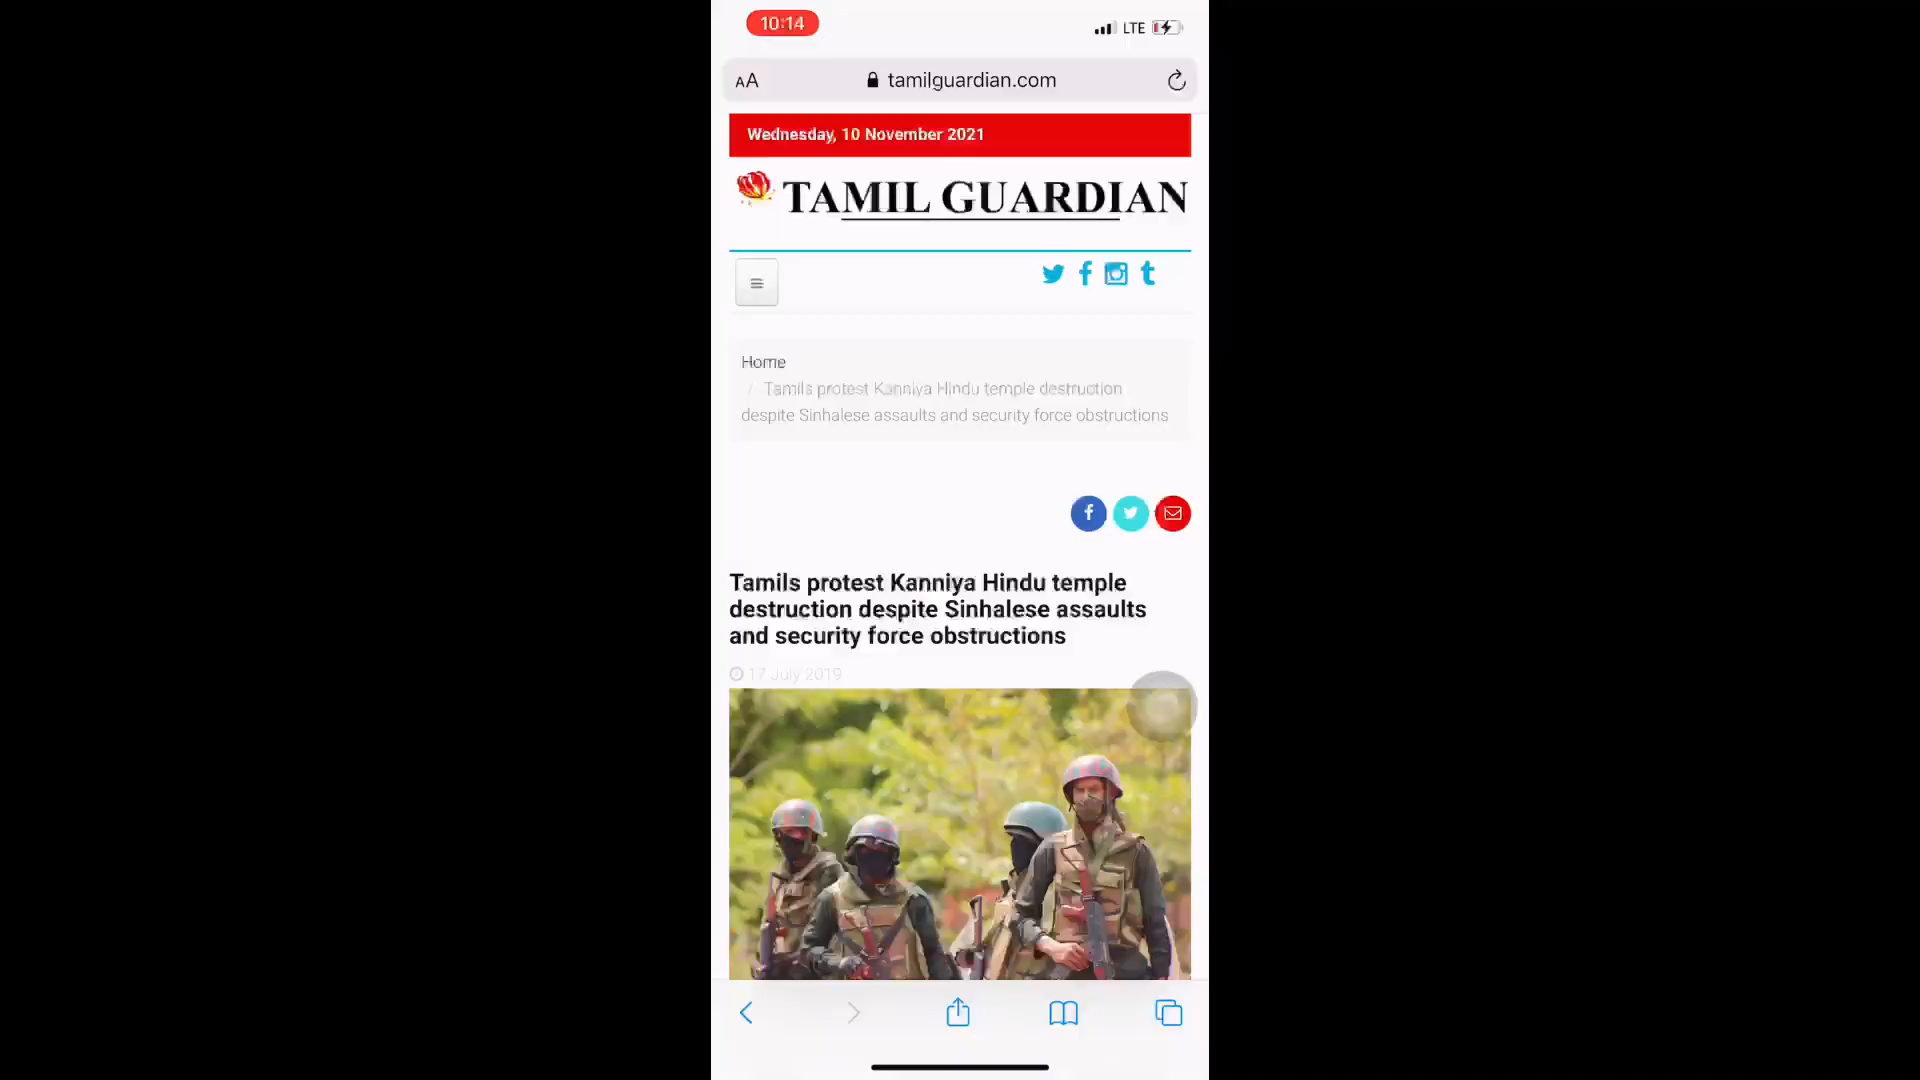 10:14
LTE
AA
tamilguardian.com
Wednesday, 10 November 2021
TAMIL GUARDIAN
Home
/ Tamils protest Kanniya Hindu temple destruction
despite Sinhalese assaults and security force obstructions
Tamils protest Kanniya Hindu temple
destruction despite Sinhalese assaults
and security force obstructions
17 July 2019